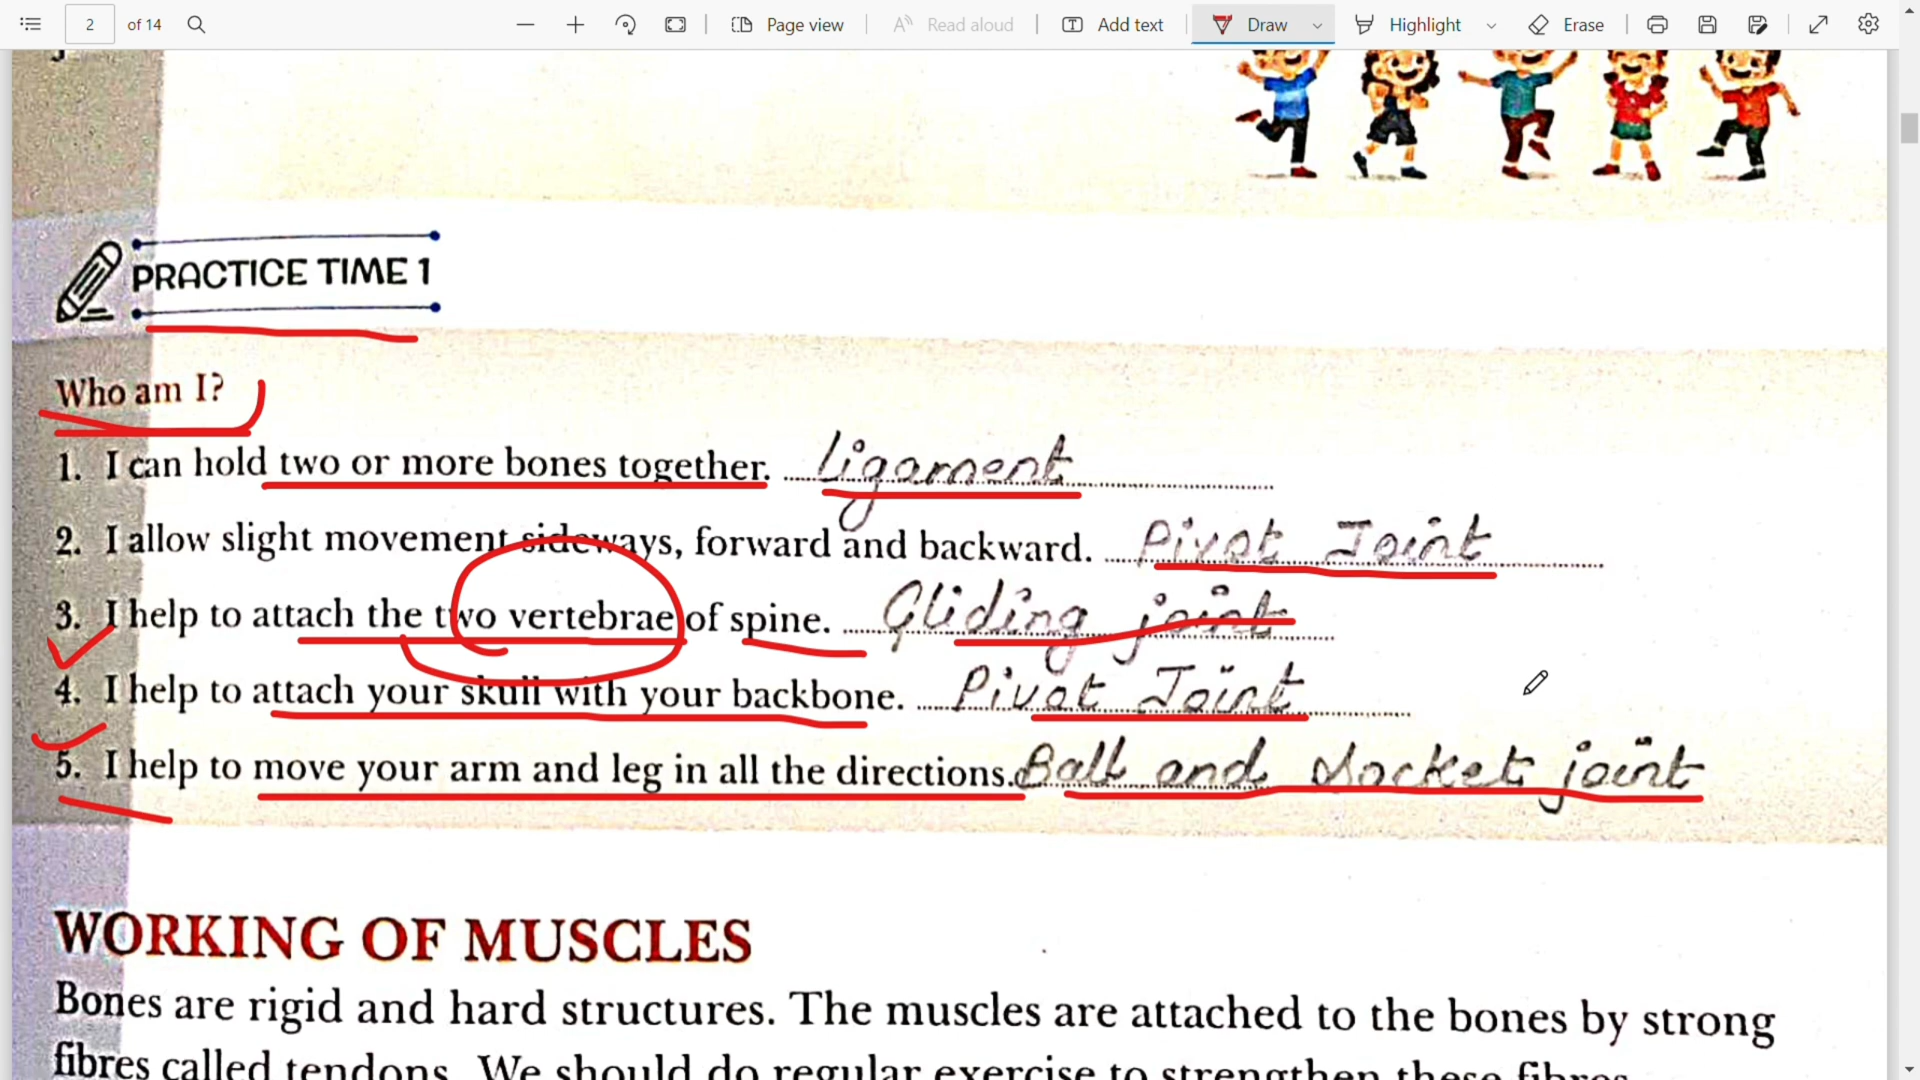 2 of 14 Page view Read aloud Add text Draw Highlight Erase
PRACTICE TIME 1
Who am I?
1. I can hold two or more bones together. Ligament
2. I allow slight movement sideways, forward and backward. Pivot Joint
3. I help to attach the two vertebrae of spine. Gliding joint
4. I help to attach your skull with your backbone. Pivot Joint
5. I help to move your arm and leg in all the directions. Ball and Socket joint
WORKING OF MUSCLES
Bones are rigid and hard structures. The muscles are attached to the bones by strong
fibres called tendons. We should do regular exercise to strengthen these fibres